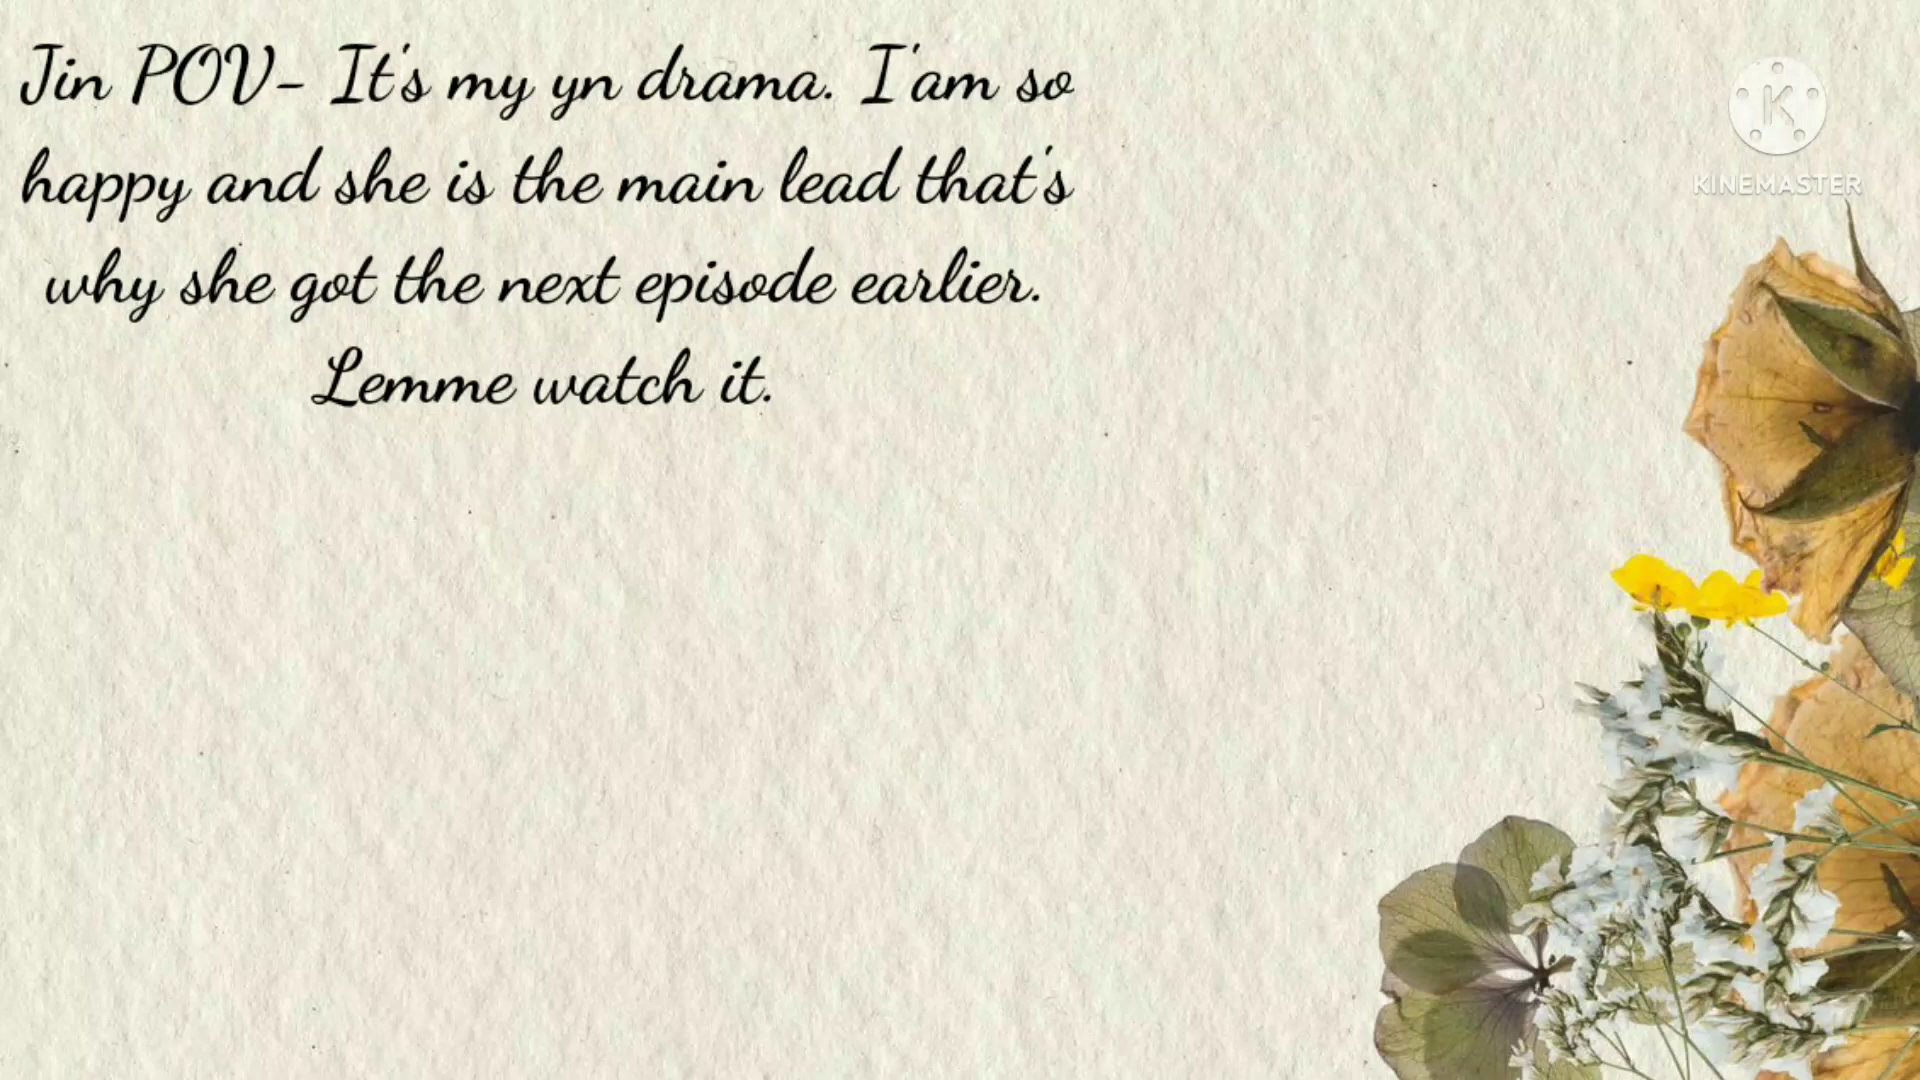 Jin POV- It's my yn drama. I'am so
happy and she is the main lead that's
why she got the next episode earlier.
Lemme watch it.
K
KINEMASTER